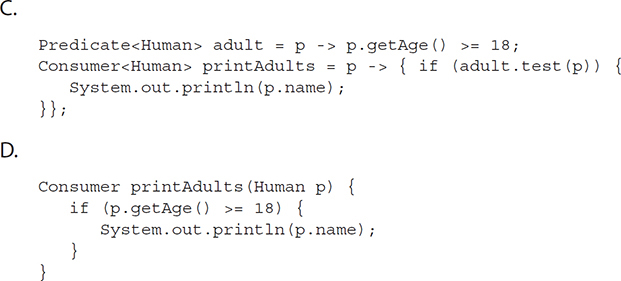 C.
Predicate<Human> adult = p -> p.getAge() >= 18;
Consumer<Human> printAdults = p -> { if (adult.test(p)) {
   System.out.println(p.name);
}};
D.
Consumer printAdults(Human p) {
   if (p.getAge() >= 18) {
      System.out.println(p.name);
   }
}